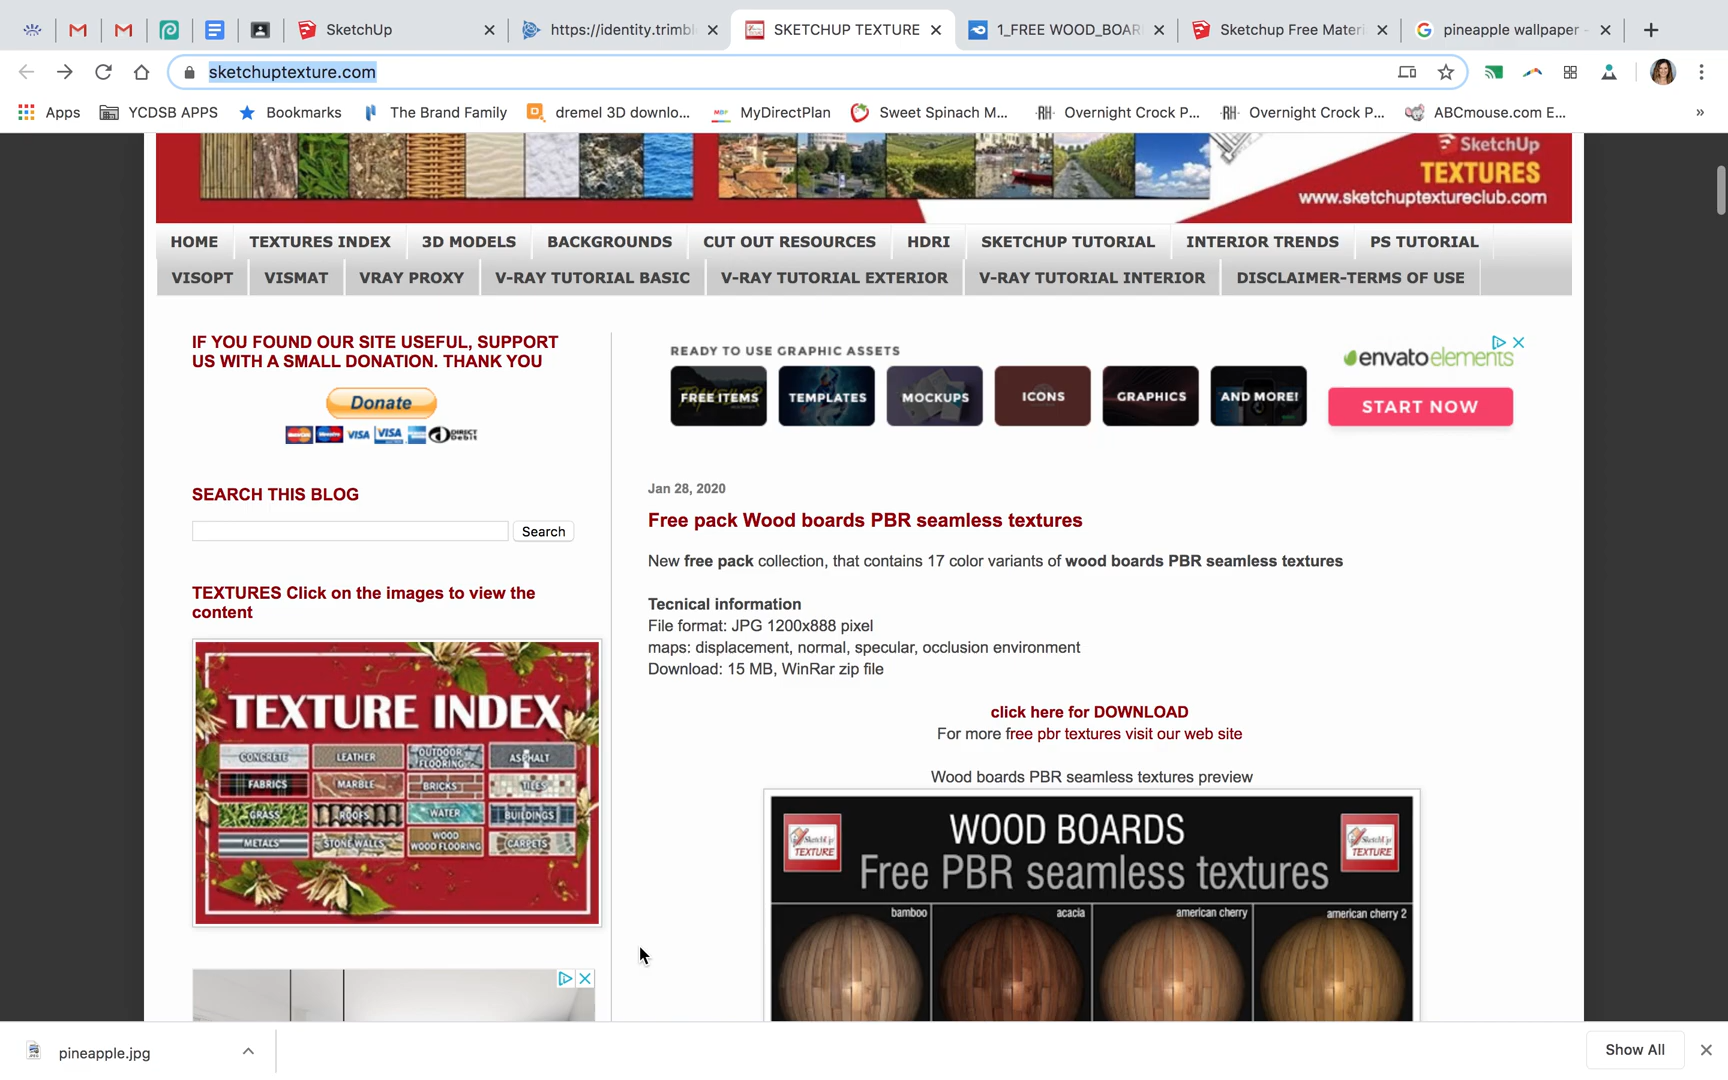 SketchUp
https://identity.trimbl
SKETCHUP TEXTURE
1_FREE WOOD_BOAR
Sketchup Free Materi
pineapple wallpaper -
sketchuptexture.com
Apps
YCDSB APPS
Bookmarks
The Brand Family
dremel 3D downlo...
MyDirectPlan
Sweet Spinach M...
Overnight Crock P...
Overnight Crock P...
ABCmouse.com E...
SketchUp
TEXTURES
www.sketchuptextureclub.com
HOME
TEXTURES INDEX
3D MODELS
BACKGROUNDS
CUT OUT RESOURCES
HDRI
SKETCHUP TUTORIAL
INTERIOR TRENDS
PS TUTORIAL
VISOPT
VISMAT
VRAY PROXY
V-RAY TUTORIAL BASIC
V-RAY TUTORIAL EXTERIOR
V-RAY TUTORIAL INTERIOR
DISCLAIMER-TERMS OF USE
IF YOU FOUND OUR SITE USEFUL, SUPPORT
US WITH A SMALL DONATION. THANK YOU
Donate
VISA
VISA
DIRECT
Debit
SEARCH THIS BLOG
Search
TEXTURES Click on the images to view the
content
TEXTURE INDEX
CONCRETE
LEATHER
OUTDOOR
FLOORING
ASPHALT
FABRICS
MARBLE
BRICKS
TILES
GRASS
ROOFS
WATER
BUILDINGS
METALS
STONE WALLS
WOOD
WOOD FLOORING
CARPETS
READY TO USE GRAPHIC ASSETS
FREE ITEMS
TEMPLATES
MOCKUPS
ICONS
GRAPHICS
AND MORE!
envatoelements
START NOW
Jan 28, 2020
Free pack Wood boards PBR seamless textures
New free pack collection, that contains 17 color variants of wood boards PBR seamless textures
Tecnical information
File format: JPG 1200x888 pixel
maps: displacement, normal, specular, occlusion environment
Download: 15 MB, WinRar zip file
click here for DOWNLOAD
For more free pbr textures visit our web site
Wood boards PBR seamless textures preview
SketchUp
TEXTURE
WOOD BOARDS
Free PBR seamless textures
SketchUp
TEXTURE
bamboo
acacia
american cherry
american cherry 2
pineapple.jpg
Show All